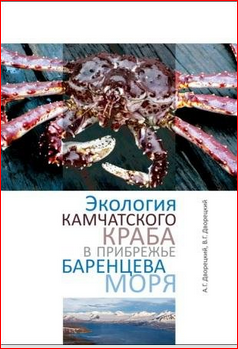 Экология
КАМЧАТСКОГО
КРАБА
В ПРИБРЕЖЬЕ
БАРЕНЦЕВА
МОРЯ
А.Г. Дворецкий, В.Г. Дворецкий